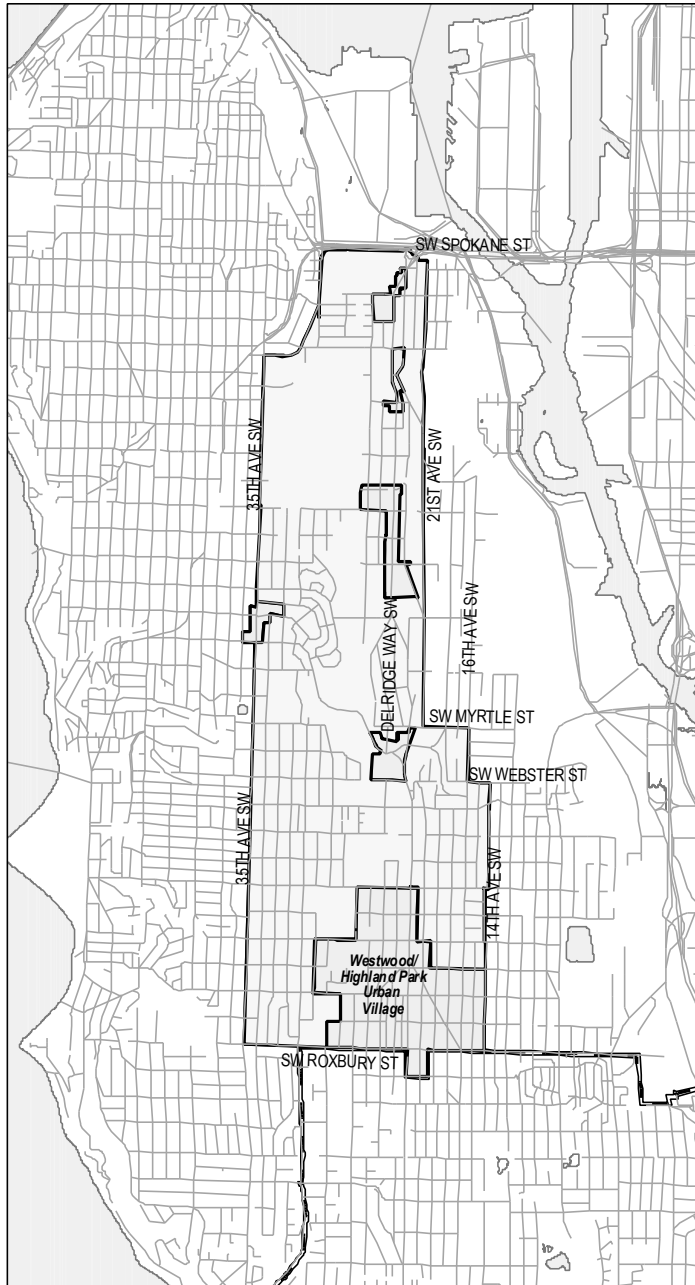 SW SPOKANE ST
35TH AVE SW
21ST AVE SW
16TH AVE SW
DELRIDGE WAY SW
SW MYRTLE ST
SW WEBSTER ST
35TH AVE SW
14TH AVE SW
Westwood/
Highland Park
Urban
Village
SW ROXBURY ST